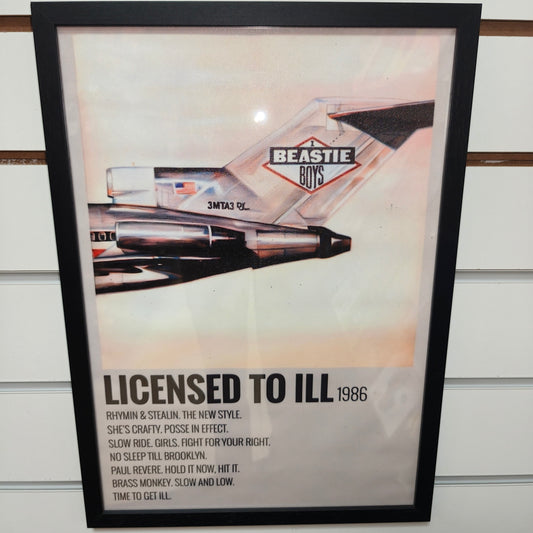 BEASTIE
BOYS
3MTA3
LICENSED TO ILL 1986
RHYMIN & STEALIN. THE NEW STYLE.
SHE'S CRAFTY. POSSE IN EFFECT.
SLOW RIDE. GIRLS. FIGHT FOR YOUR RIGHT.
NO SLEEP TILL BROOKLYN.
PAUL REVERE. HOLD IT NOW, HIT IT.
BRASS MONKEY. SLOW AND LOW.
TIME TO GET ILL.